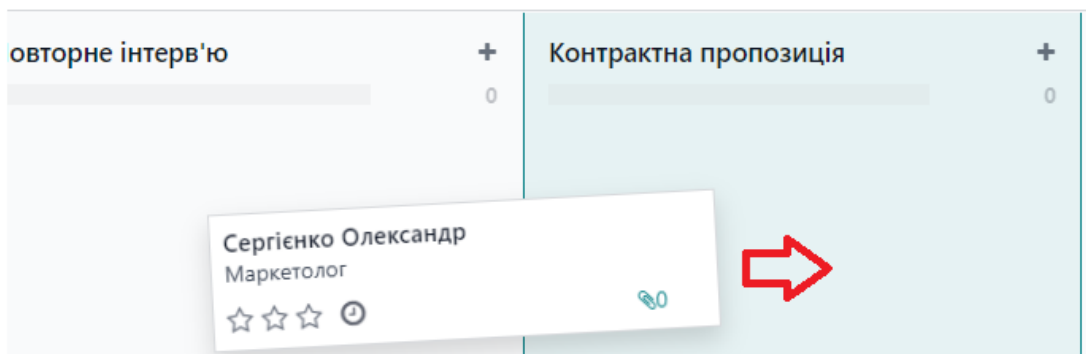 овторне інтерв'ю +
0
Контрактна пропозиція +
0
Сергієнко Олександр
Маркетолог
0